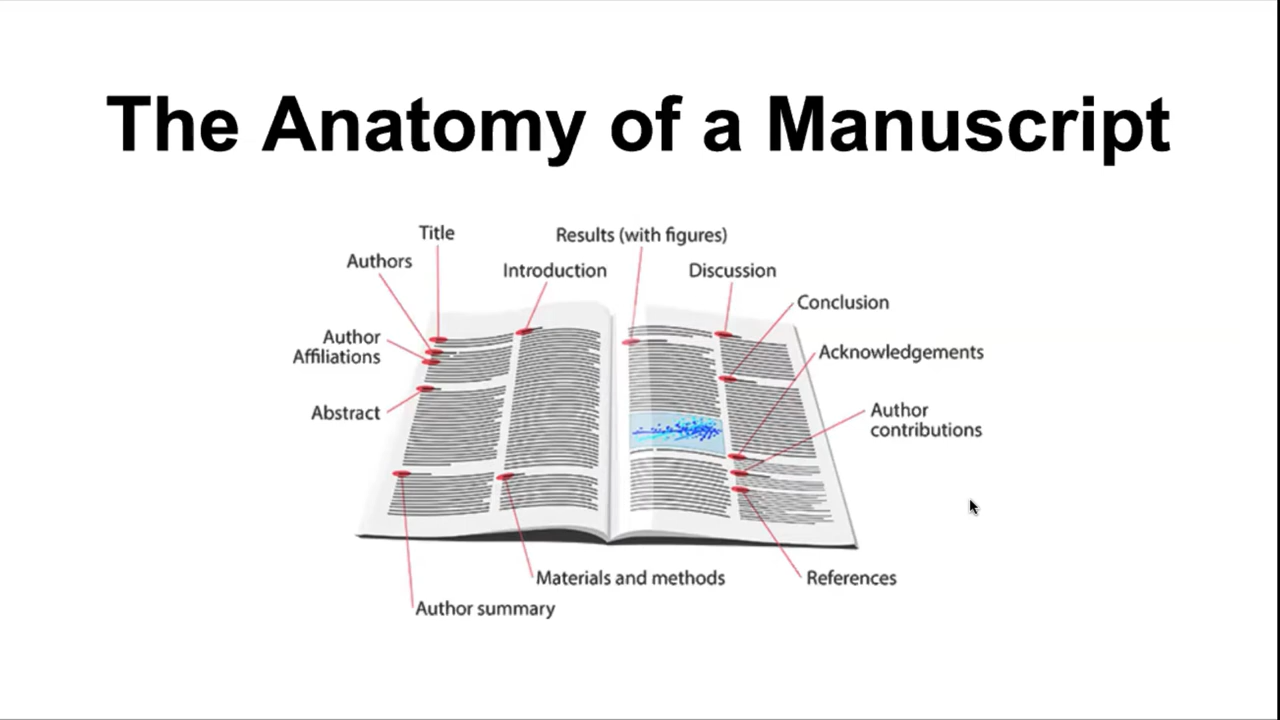 The Anatomy of a Manuscript
Title
Results (with figures)
Authors
Introduction
Discussion
Conclusion
Author
Affiliations
Acknowledgements
Abstract
Author
contributions
Materials and methods
References
Author summary